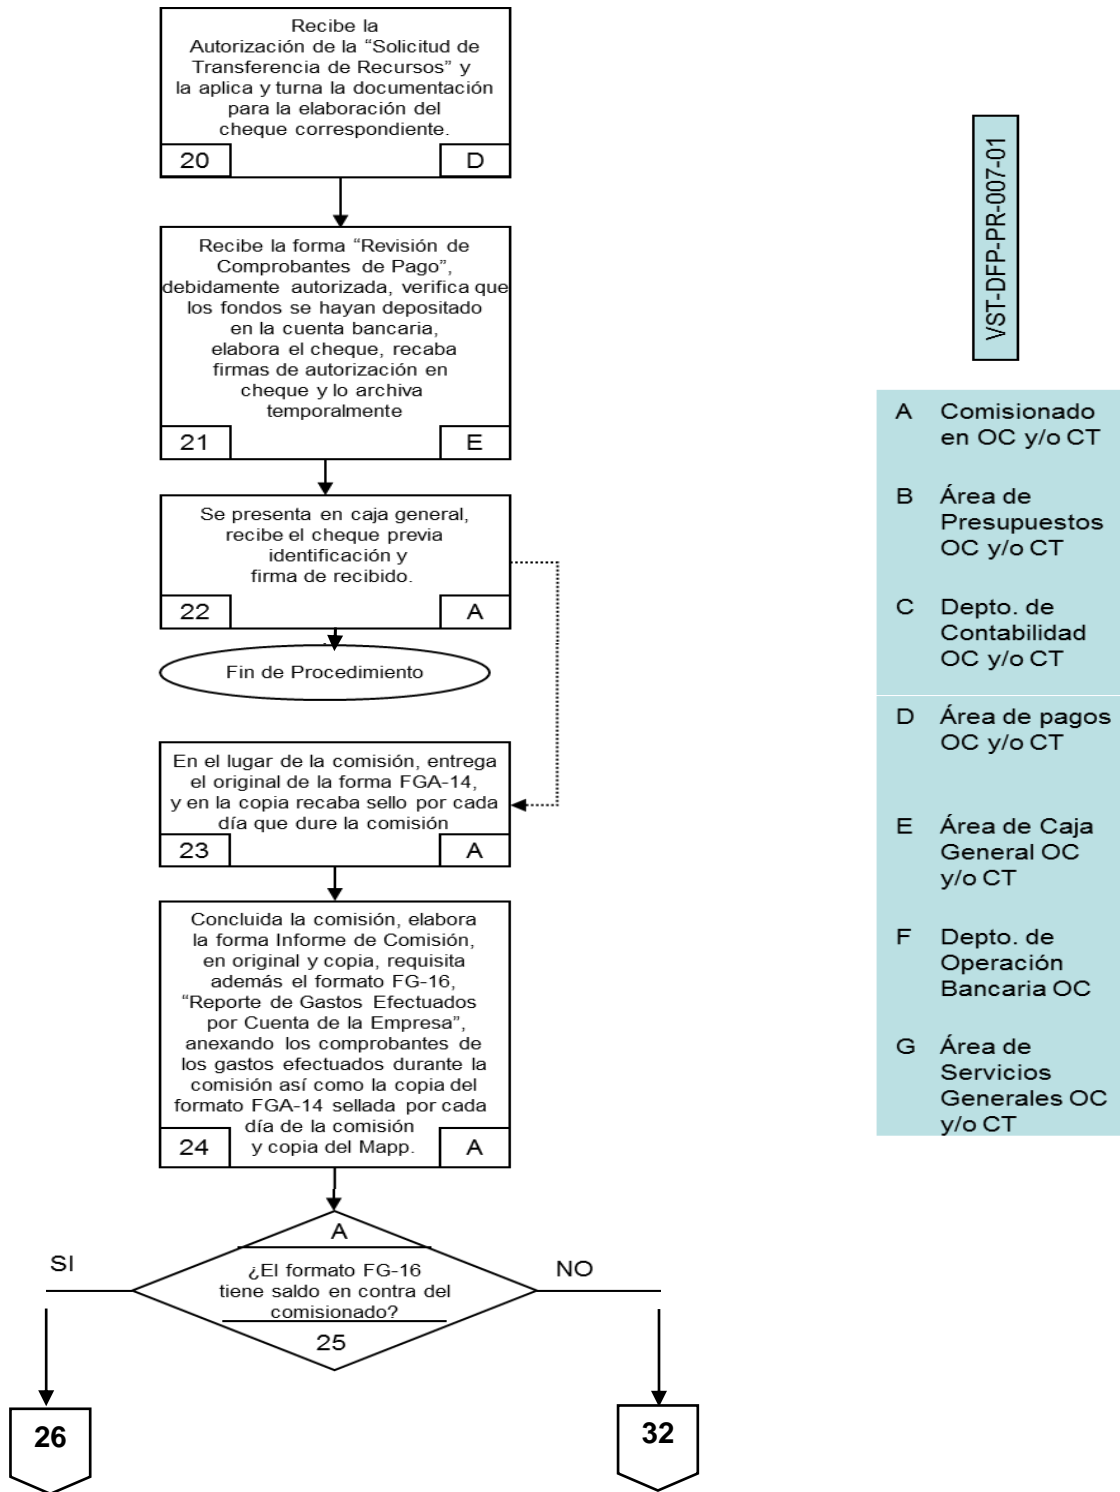 Recibe la
Autorización de la “Solicitud de
Transferencia de Recursos” y
la aplica y turna la documentación
para la elaboración del
cheque correspondiente.
20
D
Recibe la forma “Revisión de
Comprobantes de Pago”,
debidamente autorizada, verifica que
los fondos se hayan depositado
en la cuenta bancaria,
elabora el cheque, recaba
firmas de autorización en
cheque y lo archiva
temporalmente
21
E
Se presenta en caja general,
recibe el cheque previa
identificación y
firma de recibido.
22
A
Fin de Procedimiento
En el lugar de la comisión, entrega
el original de la forma FGA-14,
y en la copia recaba sello por cada
día que dure la comisión
23
A
Concluida la comisión, elabora
la forma Informe de Comisión,
en original y copia, requisita
además el formato FG-16,
“Reporte de Gastos Efectuados
por Cuenta de la Empresa”,
anexando los comprobantes de
los gastos efectuados durante la
comisión así como la copia del
formato FGA-14 sellada por cada
día de la comisión
y copia del Mapp.
24
A
A
¿El formato FG-16
tiene saldo en contra del
comisionado?
25
SI
NO
26
32
VST-DFP-PR-007-01
A Comisionado
en OC y/o CT
B Área de
Presupuestos
OC y/o CT
C Depto. de
Contabilidad
OC y/o CT
D Área de pagos
OC y/o CT
E Área de Caja
General OC
y/o CT
F Depto. de
Operación
Bancaria OC
G Área de
Servicios
Generales OC
y/o CT